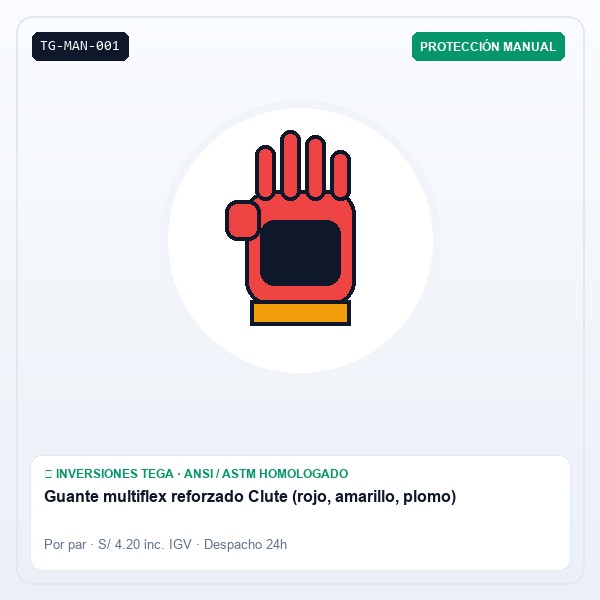 TG-MAN-001
PROTECCIÓN MANUAL
INVERSIONES TEGA · ANSI / ASTM HOMOLOGADO
Guante multiflex reforzado Clute (rojo, amarillo, plomo)
Por par · S/ 4.20 inc. IGV · Despacho 24h